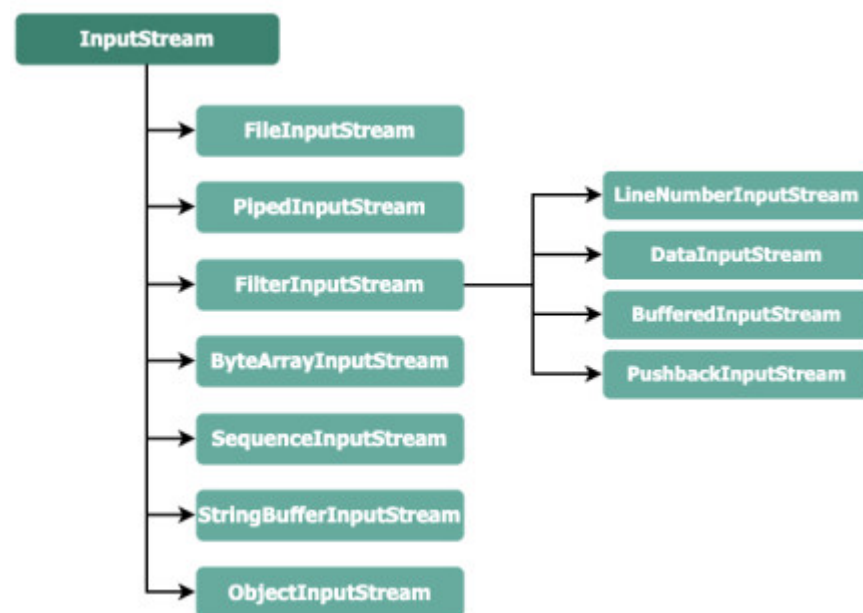 InputStream
FileInputStream
PipedInputStream
FilterInputStream
ByteArrayInputStream
SequenceInputStream
StringBufferInputStream
ObjectInputStream
LineNumberInputStream
DataInputStream
BufferedInputStream
PushbackInputStream